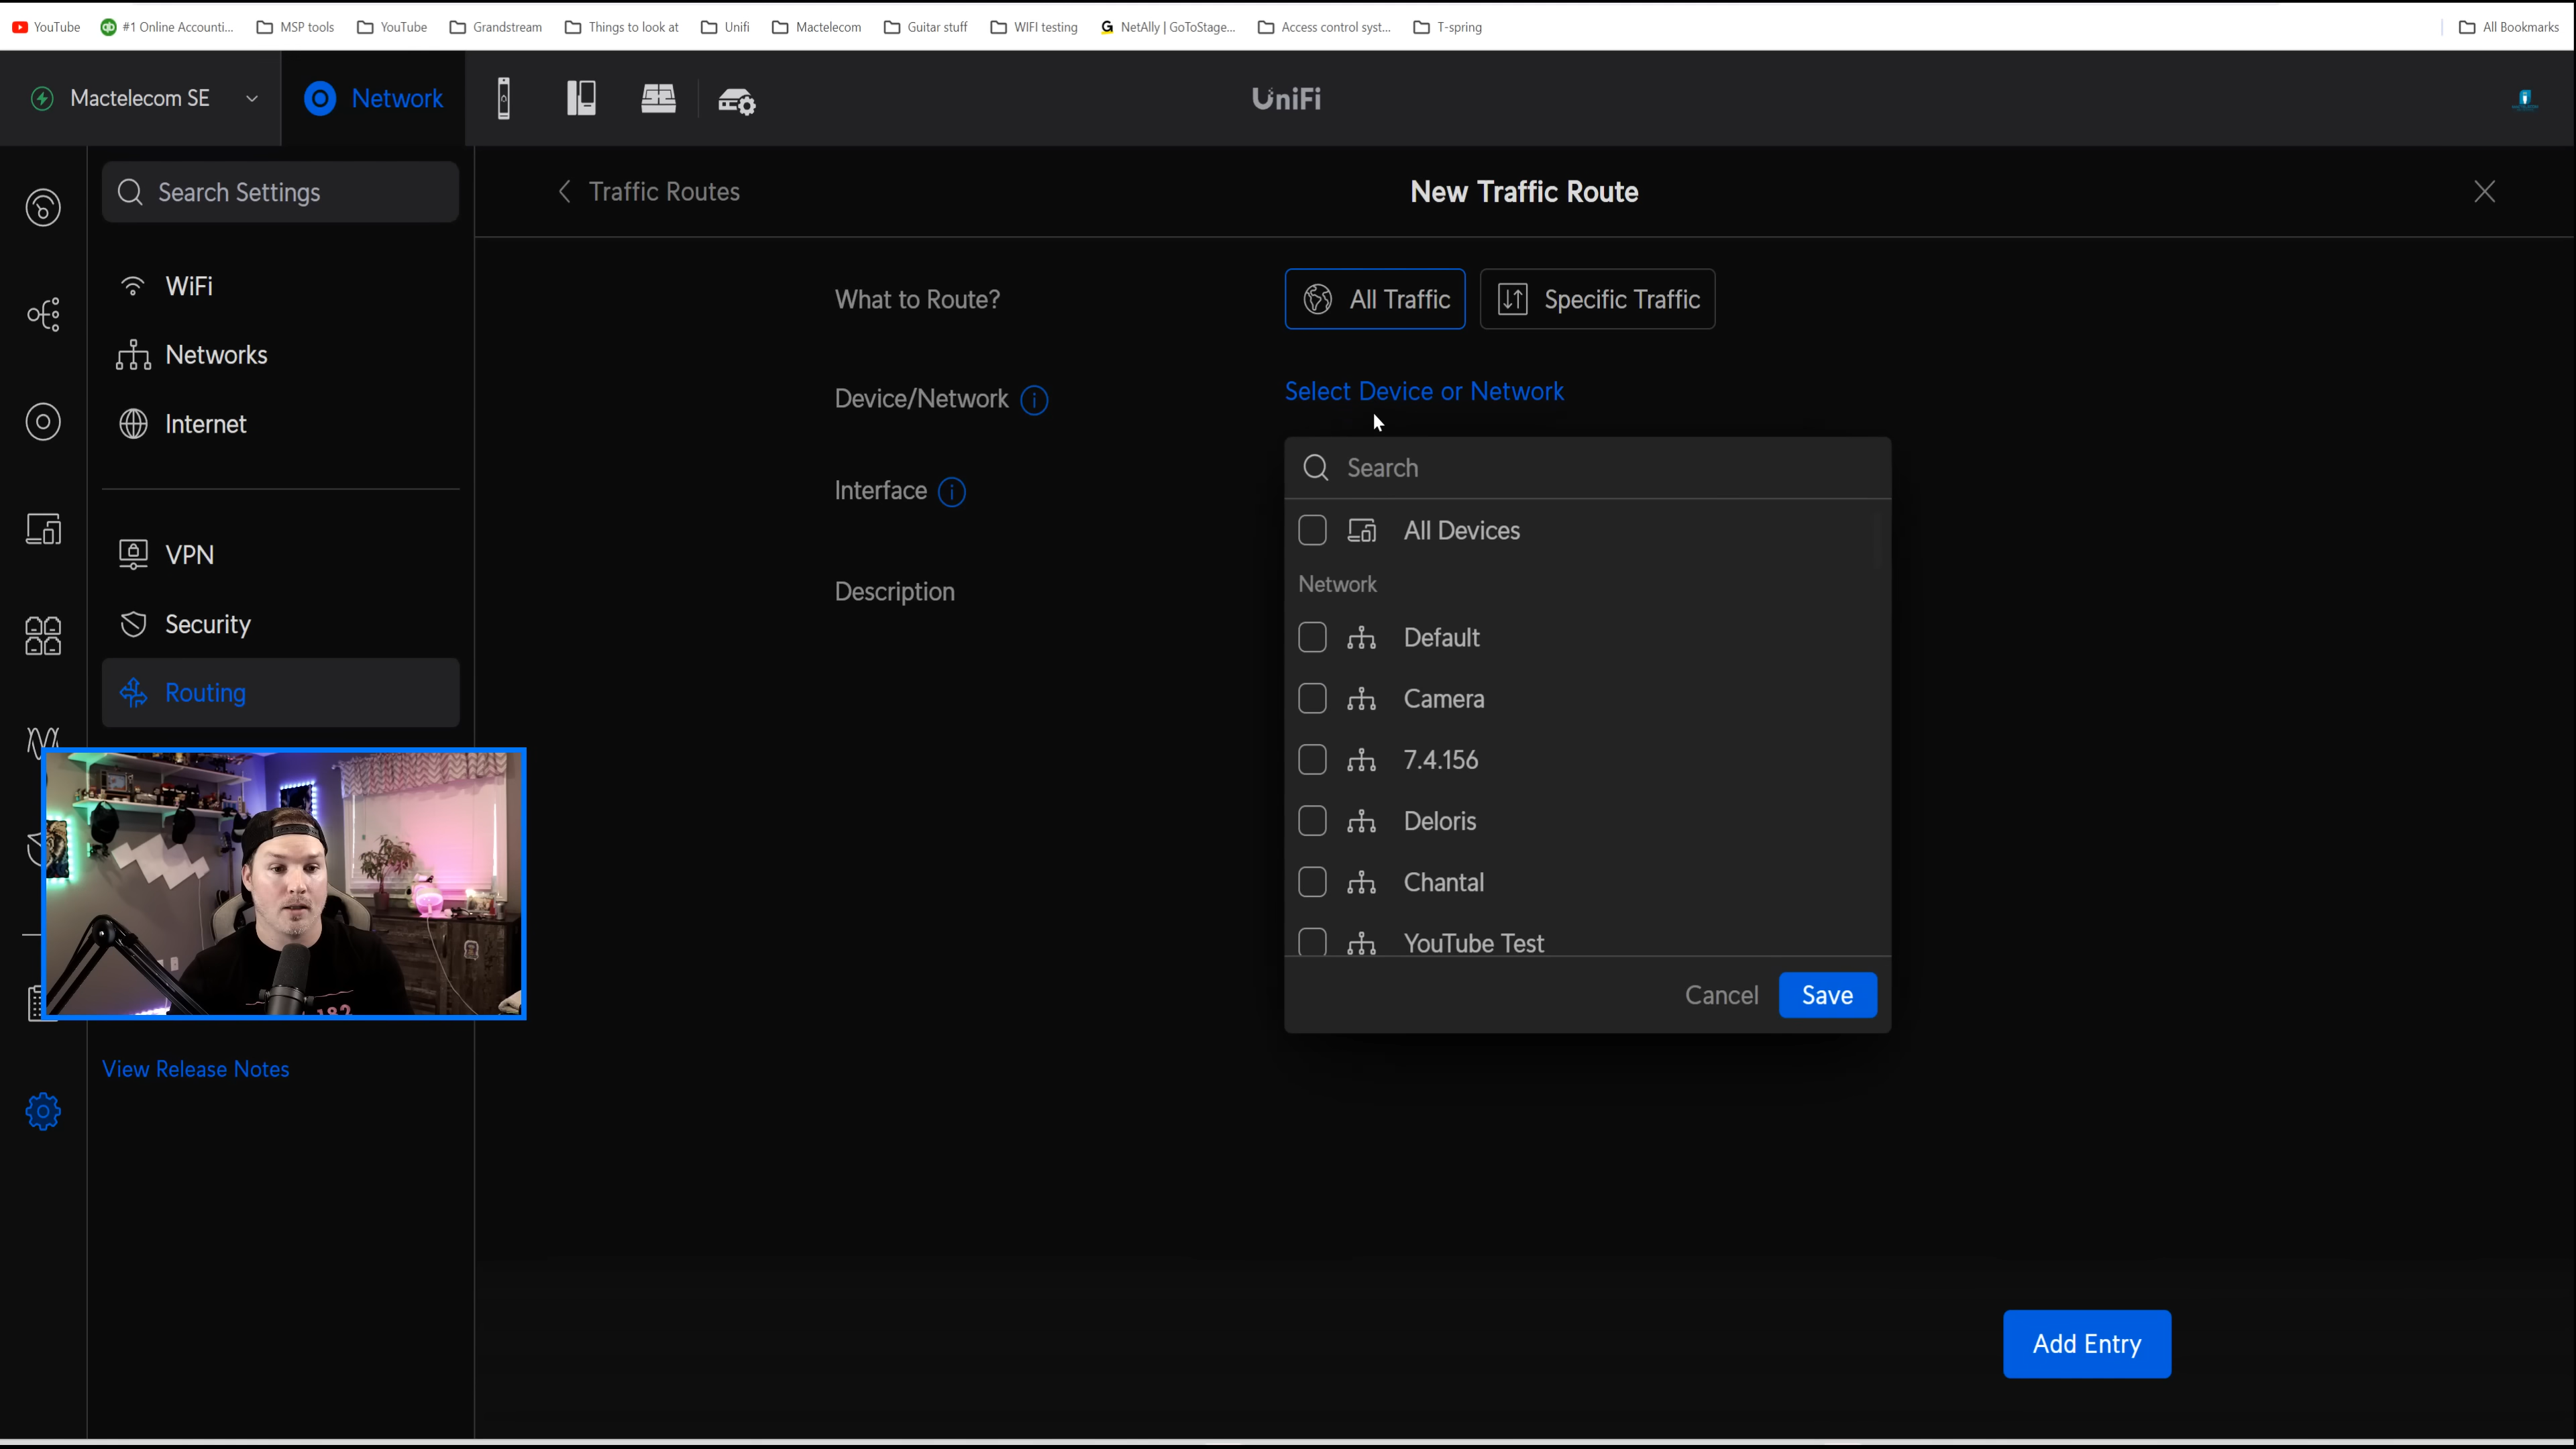 YouTube
#1 Online Accounti...
MSP tools
YouTube
Grandstream
Things to look at
Unifi
Mactelecom
Guitar stuff
WIFI testing
NetAlly | GoToStage...
Access control syst...
T-spring
All Bookmarks
Mactelecom SE
Network
UniFi
Search Settings
Traffic Routes
New Traffic Route
WiFi
Networks
Internet
VPN
Security
Routing
View Release Notes
What to Route?
All Traffic
Specific Traffic
Device/Network
Select Device or Network
Interface
Description
Search
All Devices
Network
Default
Camera
7.4.156
Deloris
Chantal
YouTube Test
Cancel
Save
Add Entry
182